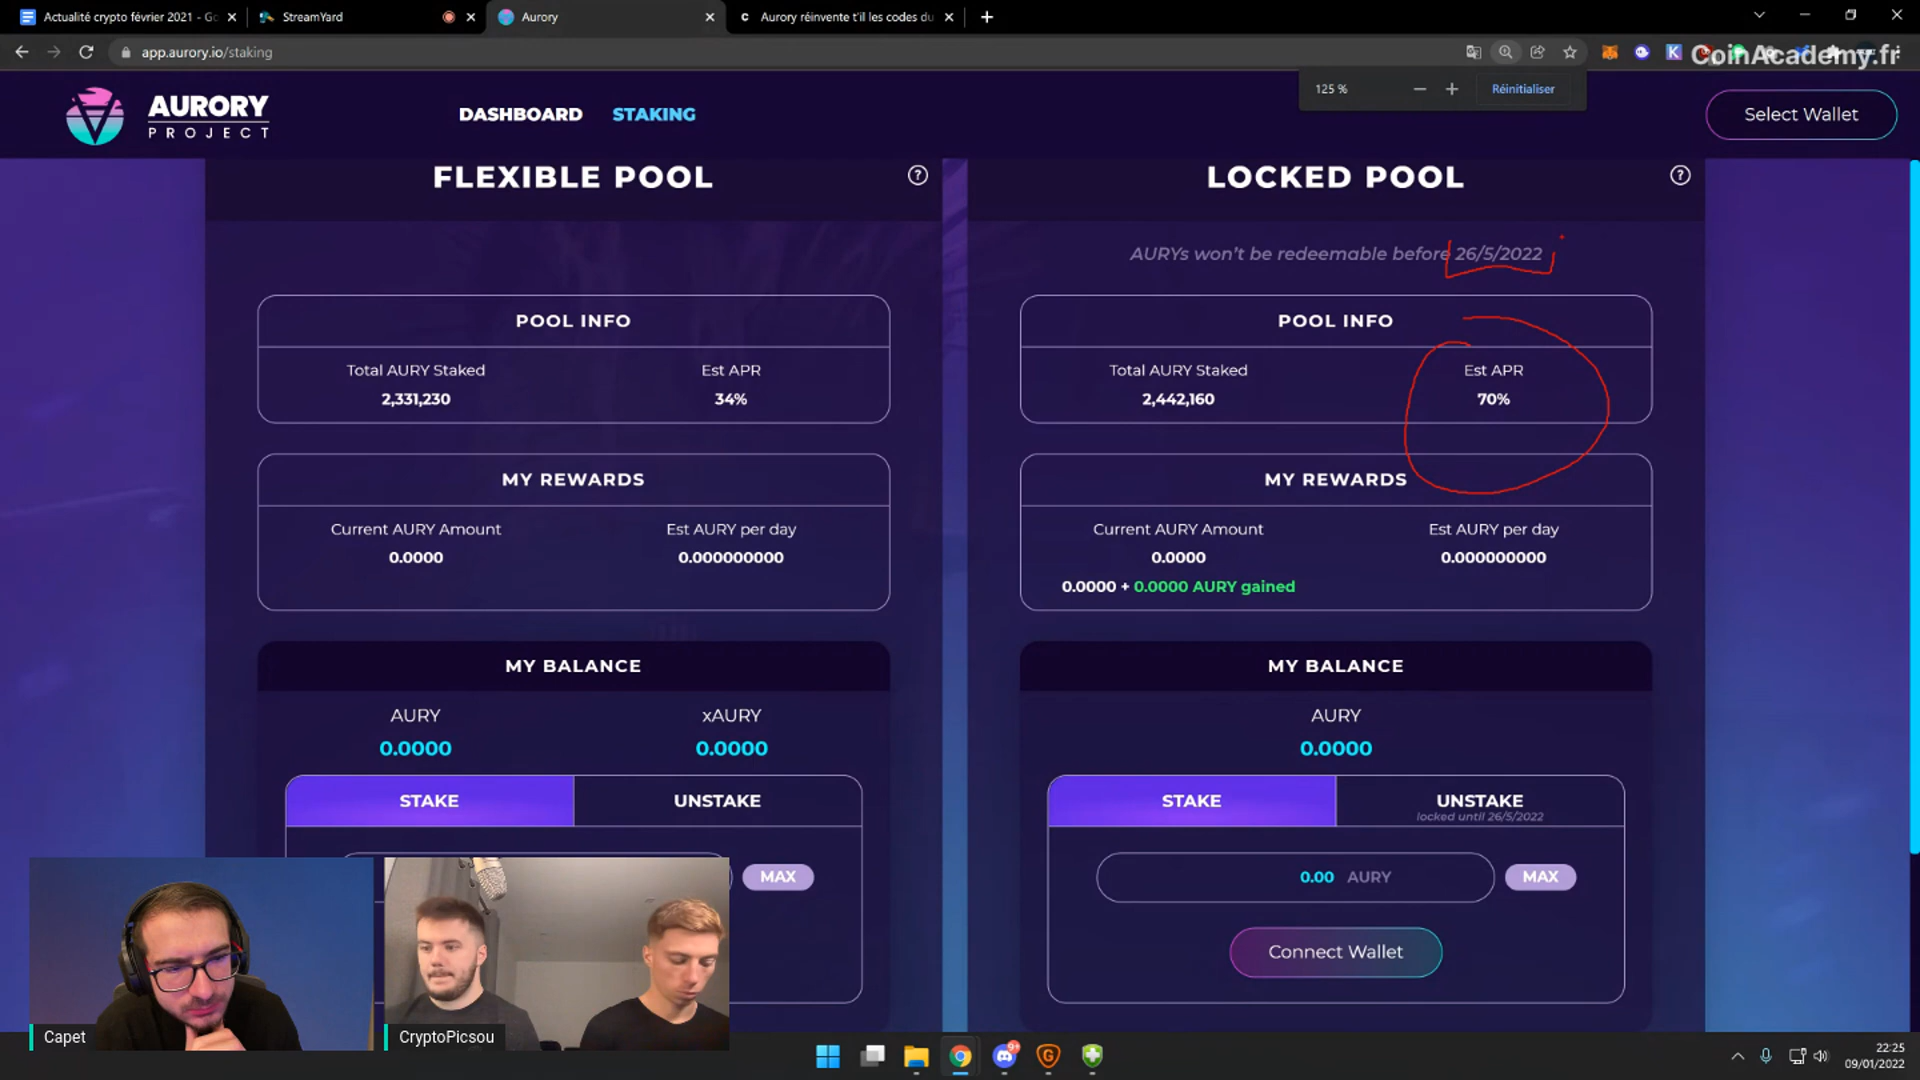 Actualité crypto février 2021 - Go
StreamYard
Aurory
Aurory réinvente t'il les codes du
app.aurory.io/staking
CoinAcademy.fr
125 %
Réinitialiser
AURORY
PROJECT
DASHBOARD
STAKING
Select Wallet
FLEXIBLE POOL
?
POOL INFO
Total AURY Staked
Est APR
2,331,230
34%
MY REWARDS
Current AURY Amount
Est AURY per day
0.0000
0.000000000
MY BALANCE
AURY
xAURY
0.0000
0.0000
STAKE
UNSTAKE
MAX
LOCKED POOL
?
AURYs won't be redeemable before 26/5/2022
POOL INFO
Total AURY Staked
Est APR
2,442,160
70%
MY REWARDS
Current AURY Amount
Est AURY per day
0.0000
0.000000000
0.0000 + 0.0000 AURY gained
MY BALANCE
AURY
0.0000
STAKE
UNSTAKE
locked until 26/5/2022
0.00 AURY
MAX
Connect Wallet
Capet
CryptoPicsou
9+
22:25
09/01/2022